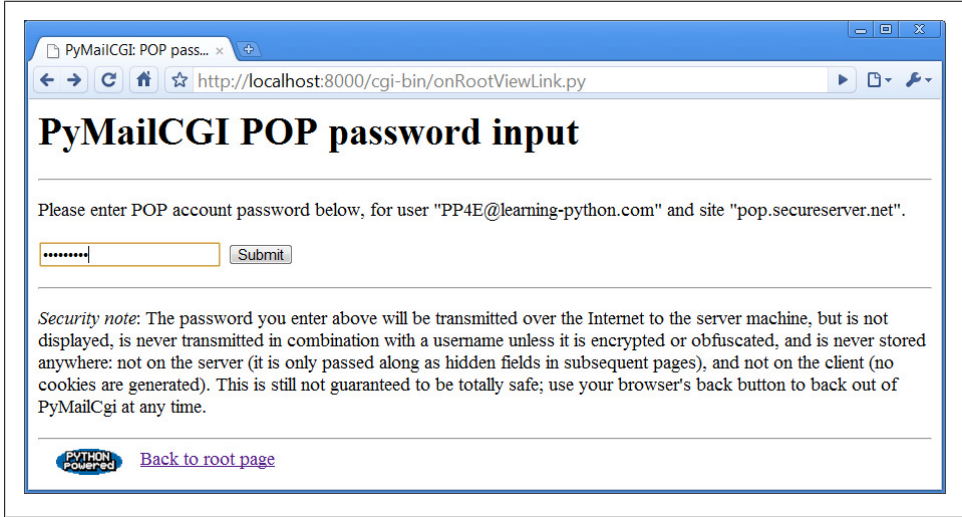 PyMailCGI: POP pass...
http://localhost:8000/cgi-bin/onRootViewLink.py
PyMailCGI POP password input
Please enter POP account password below, for user "PP4E@learning-python.com" and site "pop.secureserver.net".
•••••••••
Submit
Security note: The password you enter above will be transmitted over the Internet to the server machine, but is not
displayed, is never transmitted in combination with a username unless it is encrypted or obfuscated, and is never stored
anywhere: not on the server (it is only passed along as hidden fields in subsequent pages), and not on the client (no
cookies are generated). This is still not guaranteed to be totally safe; use your browser's back button to back out of
PyMailCgi at any time.
PYTHON
Powered
Back to root page